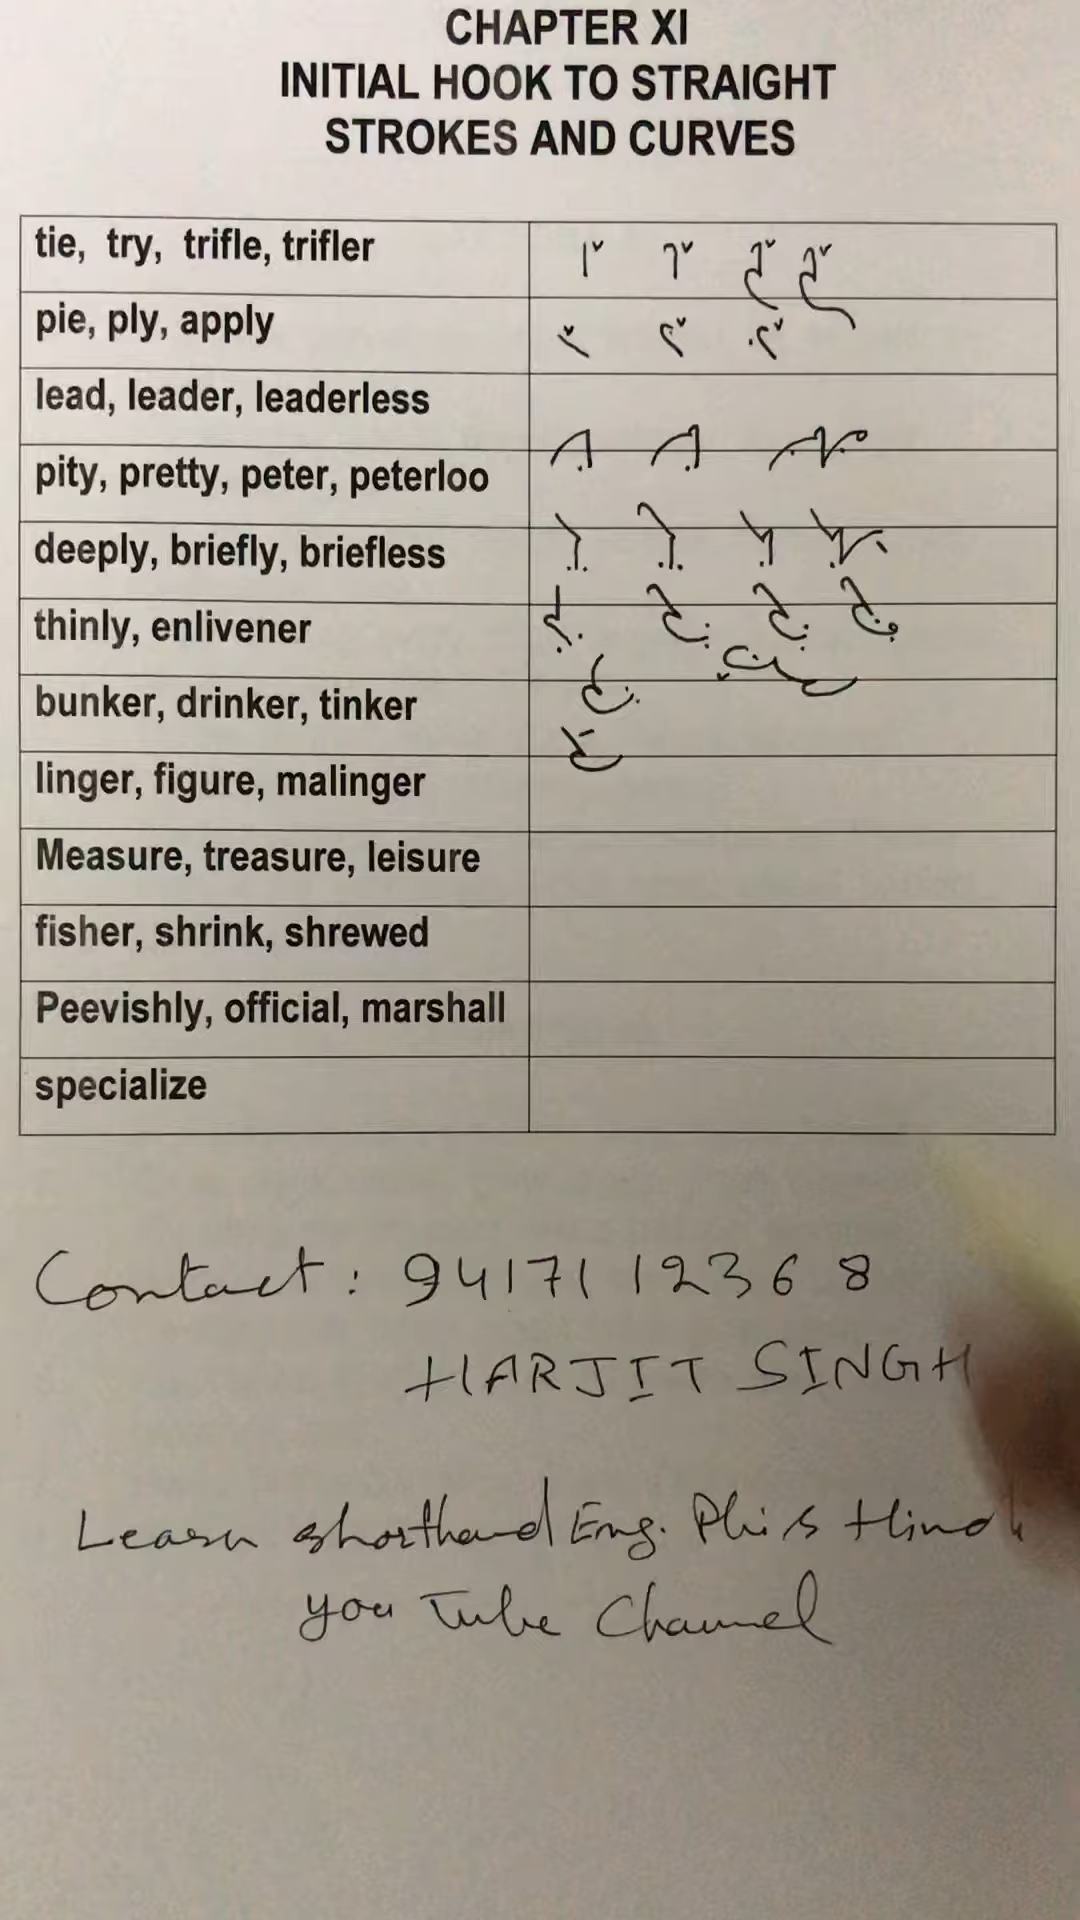 CHAPTER XI
INITIAL HOOK TO STRAIGHT
STROKES AND CURVES
tie, try, trifle, trifler
pie, ply, apply
lead, leader, leaderless
pity, pretty, peter, peterloo
deeply, briefly, briefless
thinly, enlivener
bunker, drinker, tinker
linger, figure, malinger
Measure, treasure, leisure
fisher, shrink, shrewed
Peevishly, official, marshall
specialize
Contact: 9417112368
HARJIT SINGH
Learn shorthand Eng. Pbi &
you Tube Channel